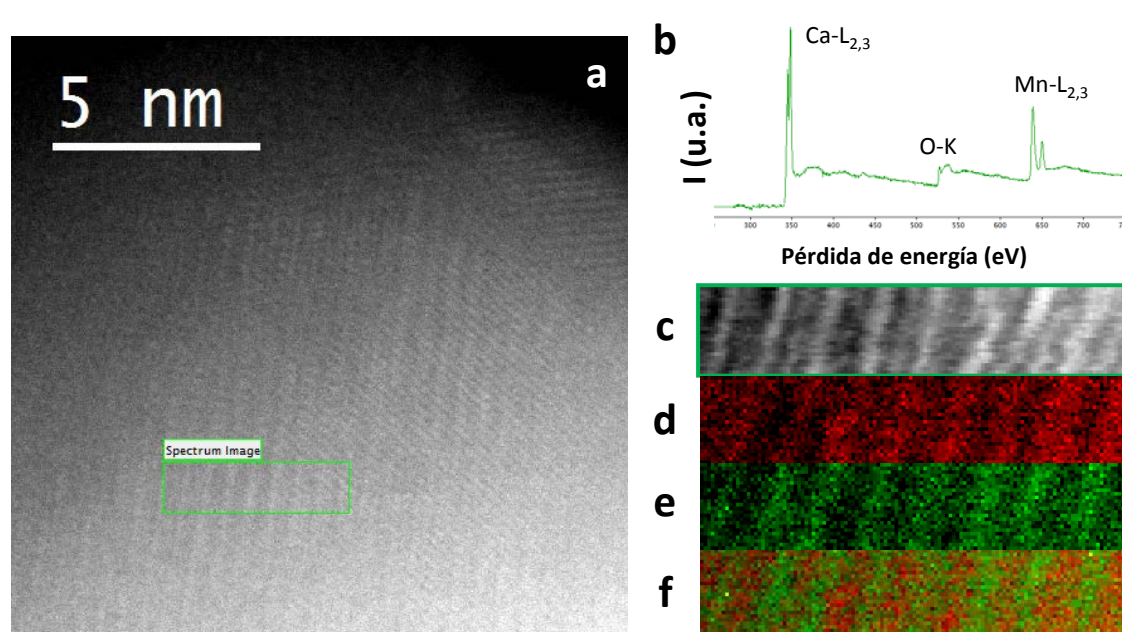 a
5 nm
Spectrum Image
b
Ca-L2,3
Mn-L2,3
O-K
I (u.a.)
300 350 400 450 500 550 600 650 700
Pérdida de energía (eV)
c
d
e
f